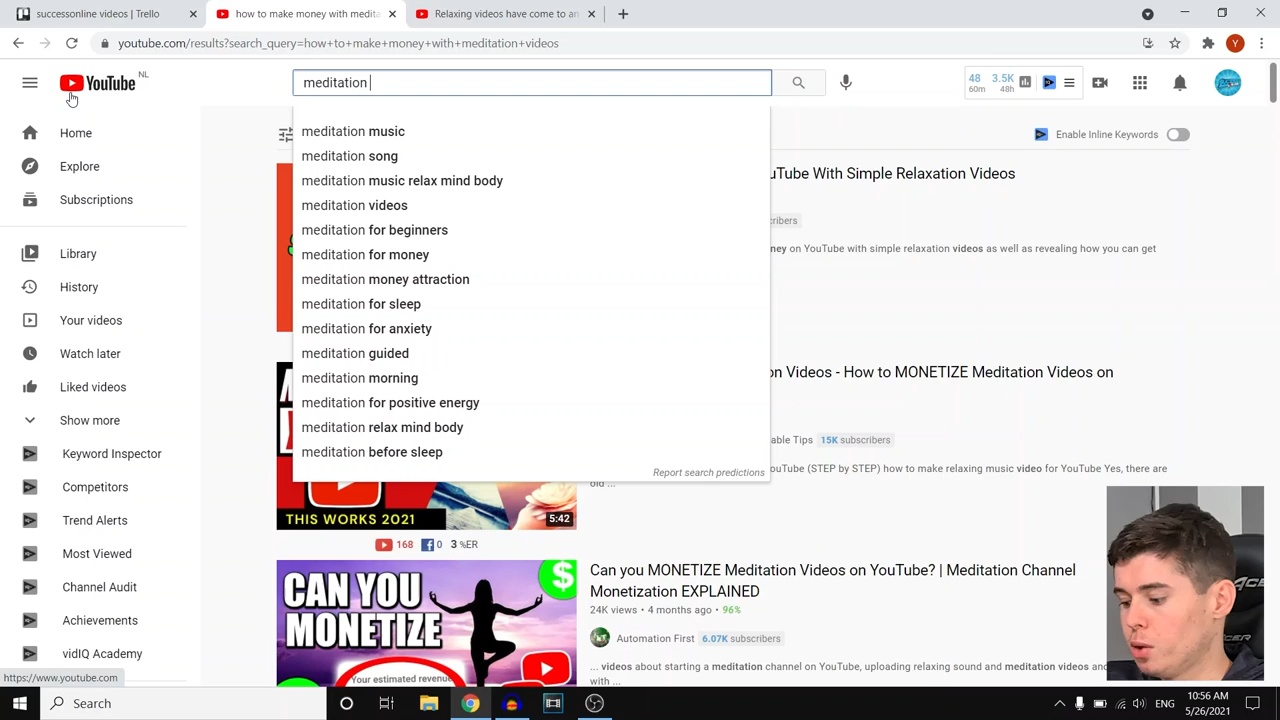 successonline videos | Trello
how to make money with medita
Relaxing videos have come to an
youtube.com/results?search_query=how+to+make+money+with+meditation+videos
YouTube NL
meditation
48 3.5K
60m 48h
Home
Explore
Subscriptions
Library
History
Your videos
Watch later
Liked videos
Show more
Keyword Inspector
Competitors
Trend Alerts
Most Viewed
Channel Audit
Achievements
vidIQ Academy
https://www.youtube.com
meditation music
meditation song
meditation music relax mind body
meditation videos
meditation for beginners
meditation for money
meditation money attraction
meditation for sleep
meditation for anxiety
meditation guided
meditation morning
meditation for positive energy
meditation relax mind body
meditation before sleep
Report search predictions
Enable Inline Keywords
uTube With Simple Relaxation Videos
cribers
ney on YouTube with simple relaxation videos as well as revealing how you can get
on Videos - How to MONETIZE Meditation Videos on
able Tips 15K subscribers
ouTube (STEP by STEP) how to make relaxing music video for YouTube Yes, there are
old ...
THIS WORKS 2021
5:42
168 0 3 %ER
CAN YOU
MONETIZE
Your estimated revenue
Can you MONETIZE Meditation Videos on YouTube? | Meditation Channel
Monetization EXPLAINED
24K views • 4 months ago • 96%
Automation First 6.07K subscribers
... videos about starting a meditation channel on YouTube, uploading relaxing sound and meditation videos and
with ...
Search
ENG
10:56 AM
5/26/2021